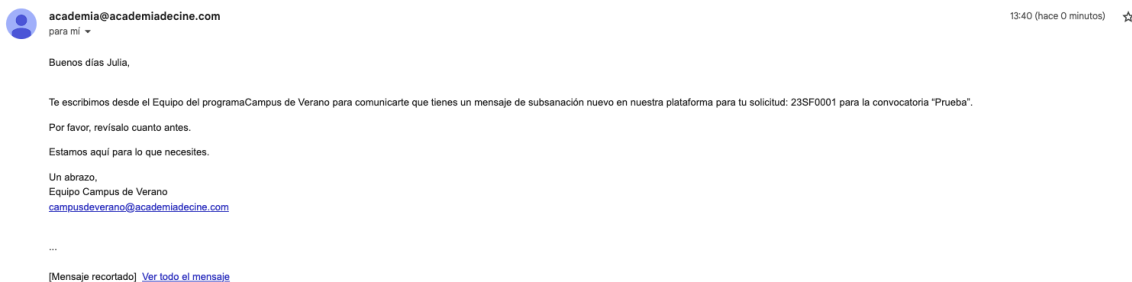 academia@academiadecine.com
13:40 (hace 0 minutos)
para mí
Buenos días Julia,
Te escribimos desde el Equipo del programaCampus de Verano para comunicarte que tienes un mensaje de subsanación nuevo en nuestra plataforma para tu solicitud: 23SF0001 para la convocatoria “Prueba”.
Por favor, revísalo cuanto antes.
Estamos aquí para lo que necesites.
Un abrazo,
Equipo Campus de Verano
campusdeverano@academiadecine.com
...
[Mensaje recortado] Ver todo el mensaje